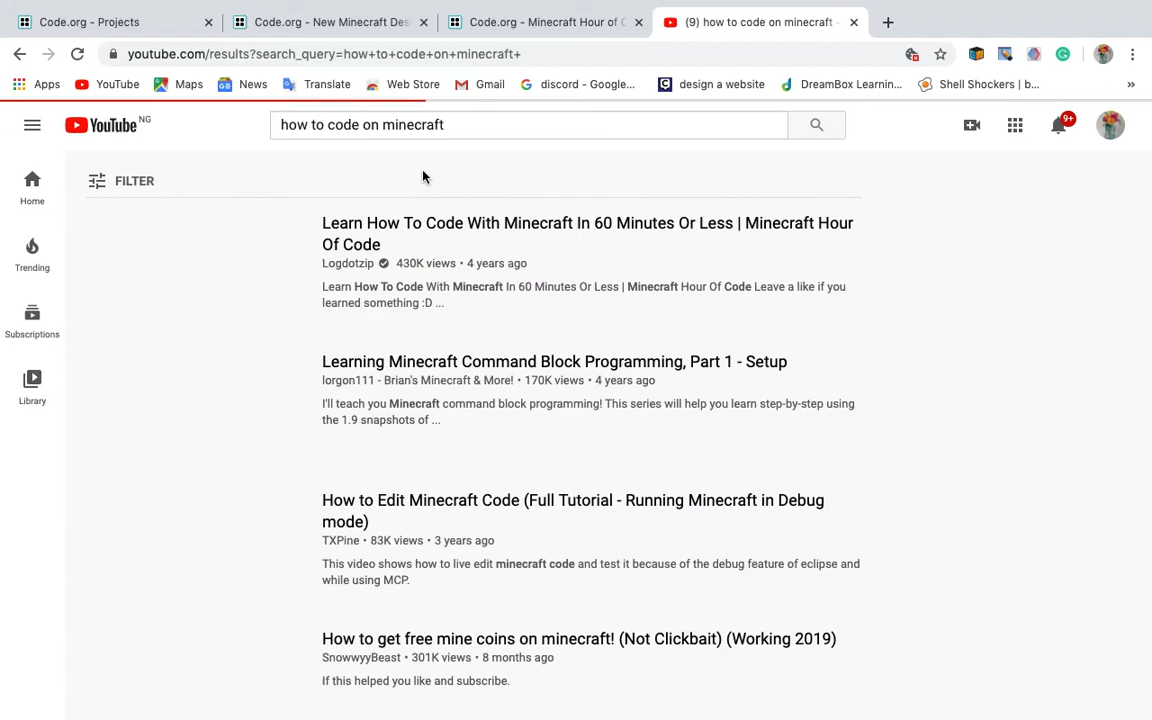 Code.org - Projects
Code.org - New Minecraft Des
Code.org - Minecraft Hour of C
(9) how to code on minecraft -
youtube.com/results?search_query=how+to+code+on+minecraft+
Apps
YouTube
Maps
News
Translate
Web Store
Gmail
discord - Google...
design a website
DreamBox Learnin...
Shell Shockers | b...
»
YouTube NG
how to code on minecraft
9+
FILTER
Home
Trending
Subscriptions
Library
Learn How To Code With Minecraft In 60 Minutes Or Less | Minecraft Hour
Of Code
Logdotzip 430K views • 4 years ago
Learn How To Code With Minecraft In 60 Minutes Or Less | Minecraft Hour Of Code Leave a like if you
learned something :D ...
Learning Minecraft Command Block Programming, Part 1 - Setup
lorgon111 - Brian's Minecraft & More! • 170K views • 4 years ago
I'll teach you Minecraft command block programming! This series will help you learn step-by-step using
the 1.9 snapshots of ...
How to Edit Minecraft Code (Full Tutorial - Running Minecraft in Debug
mode)
TXPine • 83K views • 3 years ago
This video shows how to live edit minecraft code and test it because of the debug feature of eclipse and
while using MCP.
How to get free mine coins on minecraft! (Not Clickbait) (Working 2019)
SnowwyyBeast • 301K views • 8 months ago
If this helped you like and subscribe.